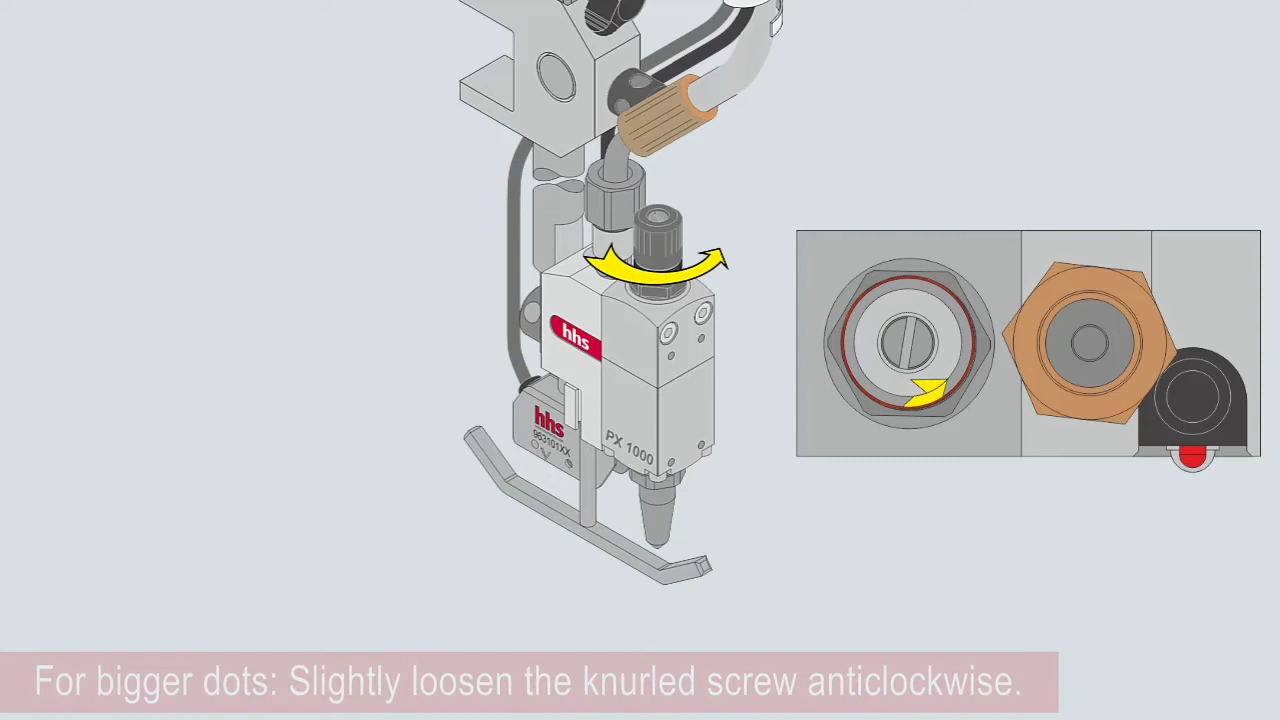 hhs
hhs
963101XX
PX 1000
For bigger dots: Slightly loosen the knurled screw anticlockwise.